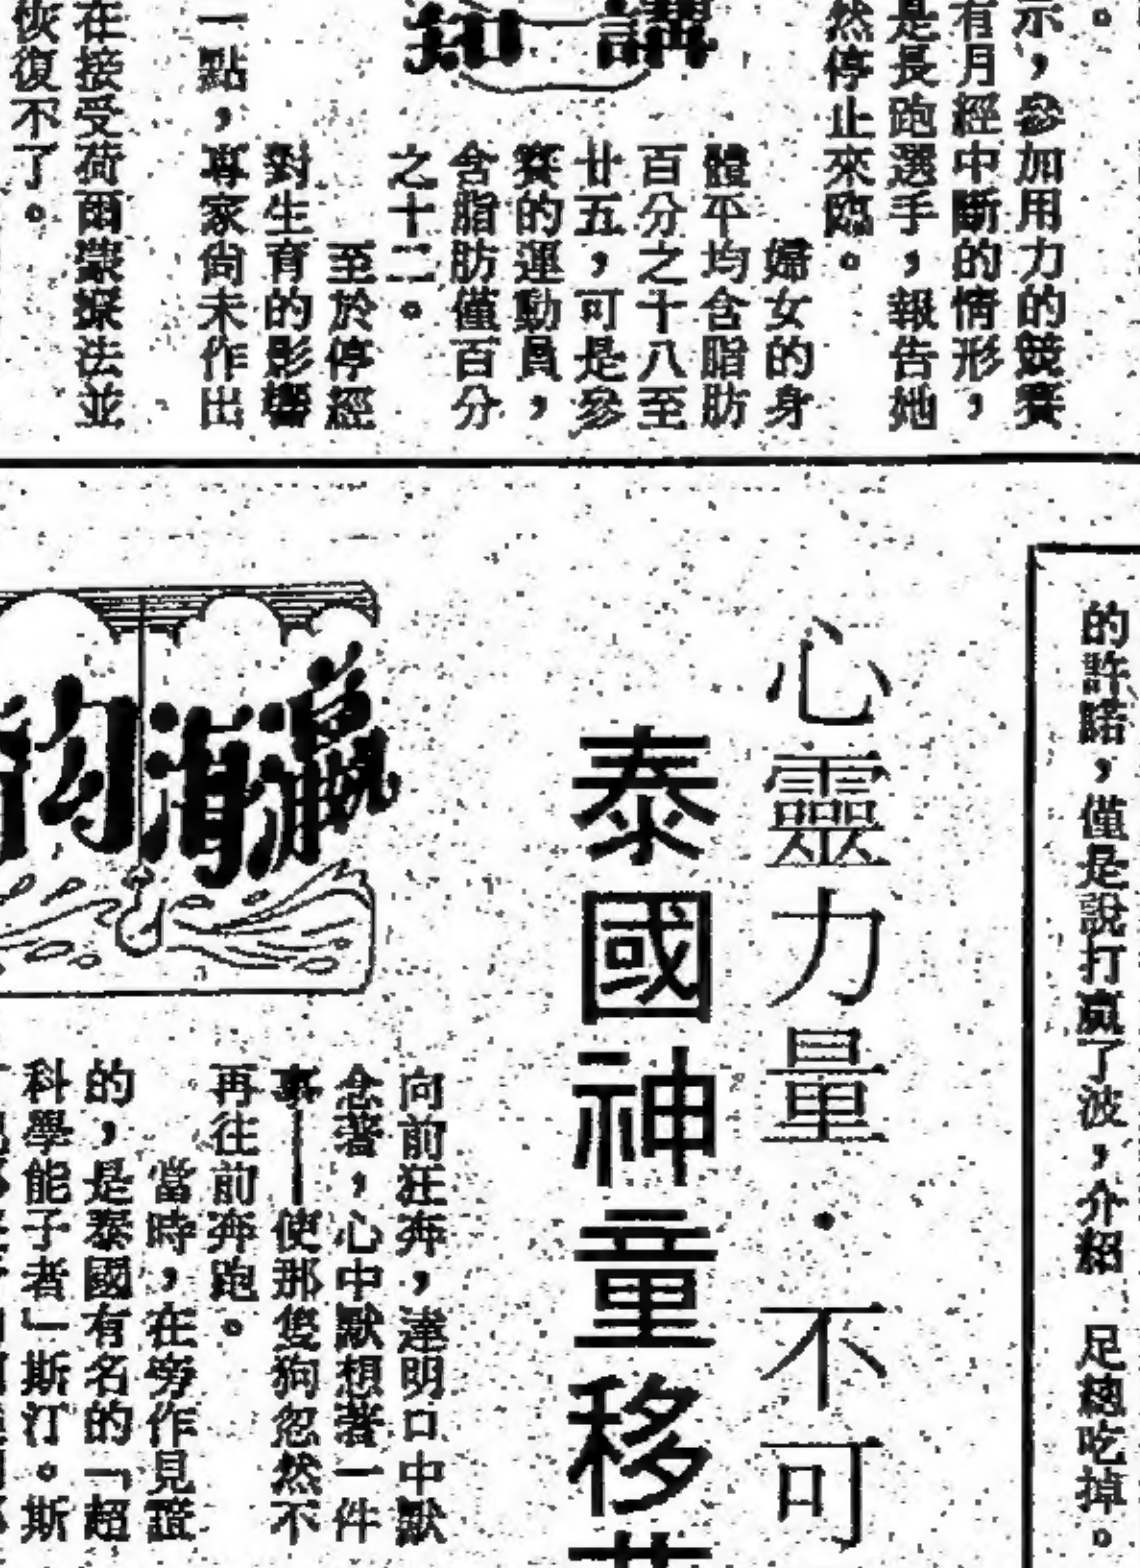 。
示，參加用力的競賽
有月經中斷的情形，
是長跑選手，報告她
然停止來臨。
婦女的身
體平均含脂肪
百分之十八至
廿五，可是參
賽的運動員，
含脂肪僅百分
之十二。
講一
至於停經
對生育的影響
一點，專家尚未作出
在接受荷爾蒙療法並
恢復不了。
的許諾，僅是說打贏了波，介紹 足總吃掉。
心靈力量·不可
泰國神童移
向前狂奔，達明口中默
念著，心中默想著一件
事——使那隻狗忽然不
再往前奔跑。
當時，在旁作見證
的，是泰國有名的「超
科學能子者」斯汀。斯